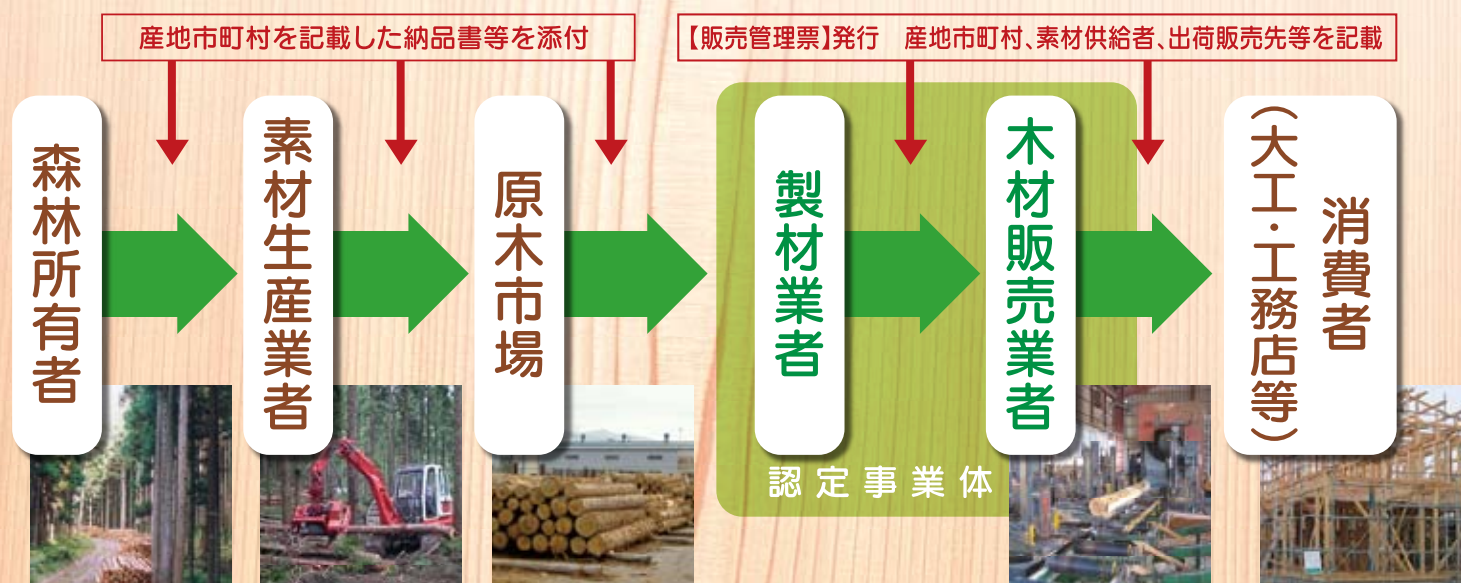 産地市町村を記載した納品書等を添付
【販売管理票】発行　産地市町村、素材供給者、出荷販売先等を記載
森林所有者
素材生産業者
原木市場
製材業者
木材販売業者
消費者
（大工・工務店等）
認定事業体